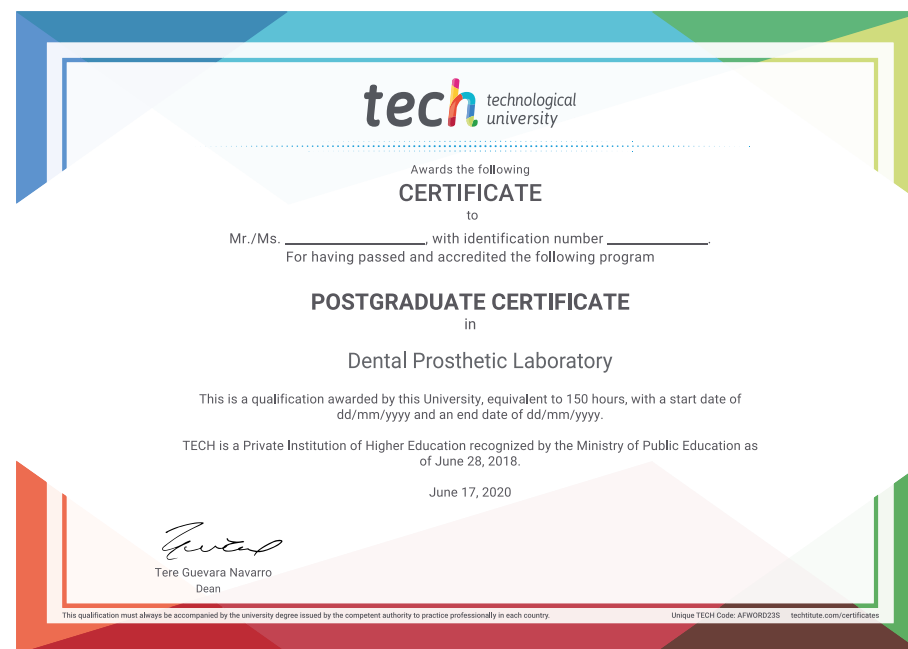 tech technological
university
Awards the following
CERTIFICATE
to
Mr./Ms. ____________________, with identification number __________________.
For having passed and accredited the following program
POSTGRADUATE CERTIFICATE
in
Dental Prosthetic Laboratory
This is a qualification awarded by this University, equivalent to 150 hours, with a start date of
dd/mm/yyyy and an end date of dd/mm/yyyy.
TECH is a Private Institution of Higher Education recognized by the Ministry of Public Education as
of June 28, 2018.
June 17, 2020
Tere Guevara Navarro
Dean
This qualification must always be accompanied by the university degree issued by the competent authority to practice professionally in each country. Unique TECH Code: AFWORD23S techtitute.com/certificates